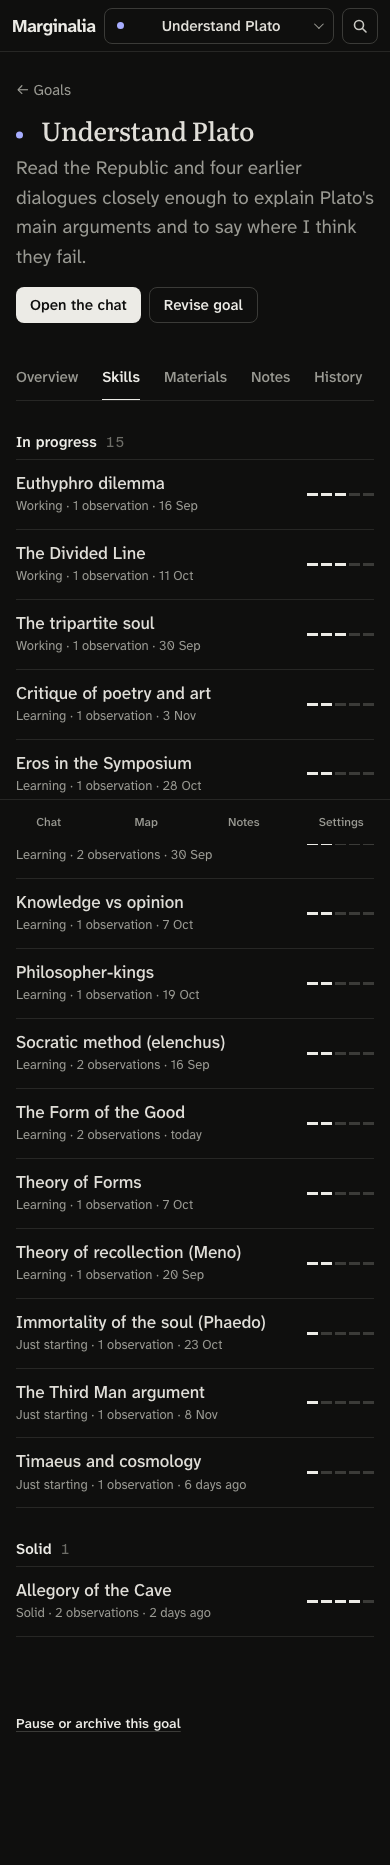 Marginalia
Understand Plato
← Goals
Understand Plato
Read the Republic and four earlier
dialogues closely enough to explain Plato's
main arguments and to say where I think
they fail.
Open the chat
Revise goal
Overview Skills Materials Notes History
In progress 15
Euthyphro dilemma
Working · 1 observation · 16 Sep
The Divided Line
Working · 1 observation · 11 Oct
The tripartite soul
Working · 1 observation · 30 Sep
Critique of poetry and art
Learning · 1 observation · 3 Nov
Eros in the Symposium
Learning · 1 observation · 28 Oct
Chat Map Notes Settings
Learning · 2 observations · 30 Sep
Knowledge vs opinion
Learning · 1 observation · 7 Oct
Philosopher-kings
Learning · 1 observation · 19 Oct
Socratic method (elenchus)
Learning · 2 observations · 16 Sep
The Form of the Good
Learning · 2 observations · today
Theory of Forms
Learning · 1 observation · 7 Oct
Theory of recollection (Meno)
Learning · 1 observation · 20 Sep
Immortality of the soul (Phaedo)
Just starting · 1 observation · 23 Oct
The Third Man argument
Just starting · 1 observation · 8 Nov
Timaeus and cosmology
Just starting · 1 observation · 6 days ago
Solid 1
Allegory of the Cave
Solid · 2 observations · 2 days ago
Pause or archive this goal